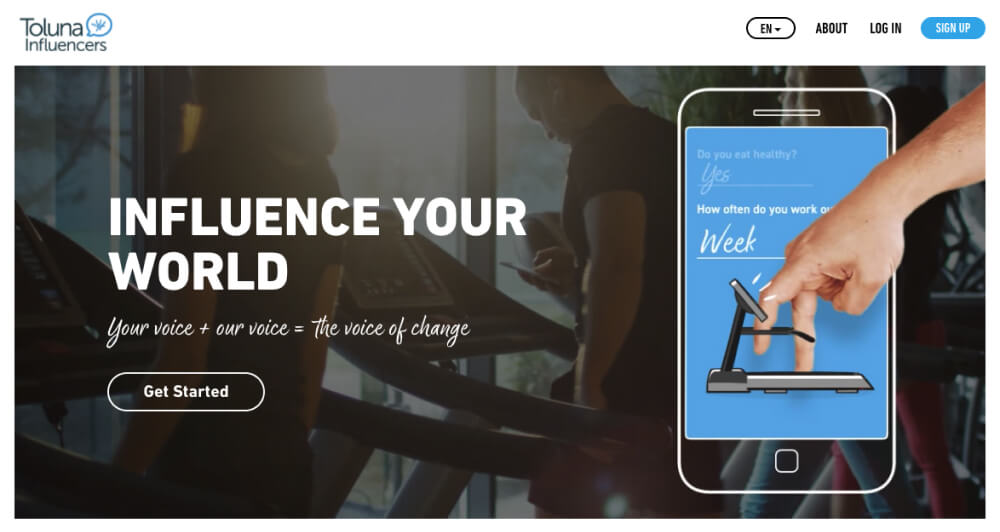 Toluna
Influencers
EN
ABOUT
LOG IN
SIGN UP
INFLUENCE YOUR
WORLD
Your voice + our voice = the voice of change
Get Started
Do you eat healthy?
Yes
How often do you work ou
Week